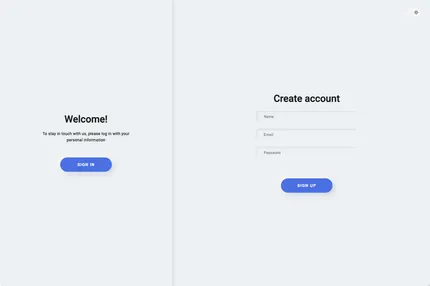 Welcome!
To stay in touch with us, please log in with your
personal information
SIGN IN
Create account
Name
Email
Password
SIGN UP